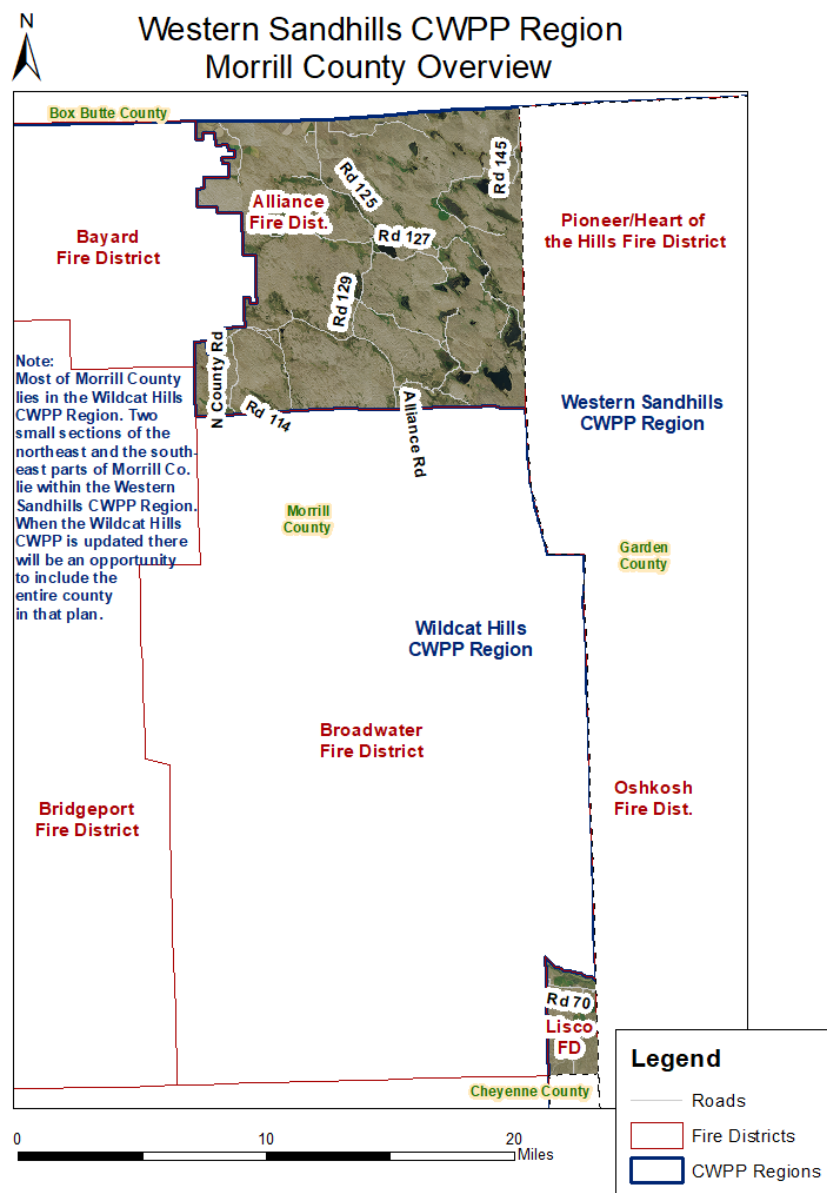 N
Western Sandhills CWPP Region
Morrill County Overview
Box Butte County
Rd 145
Rd 125
Alliance
Fire Dist.
Pioneer/Heart of
the Hills Fire District
Bayard
Fire District
Rd 127
Rd 129
N County Rd
Note:
Most of Morrill County
lies in the Wildcat Hills
CWPP Region. Two
small sections of the
northeast and the south-
east parts of Morrill Co.
lie within the Western
Sandhills CWPP Region.
When the Wildcat Hills
CWPP is updated there
will be an opportunity
to include the
entire county
in that plan.
Rd 114
Alliance Rd
Western Sandhills
CWPP Region
Morrill
County
Garden
County
Wildcat Hills
CWPP Region
Broadwater
Fire District
Oshkosh
Fire Dist.
Bridgeport
Fire District
Rd 70
Lisco
FD
Cheyenne County
Legend
Roads
Fire Districts
CWPP Regions
0 10 20
Miles